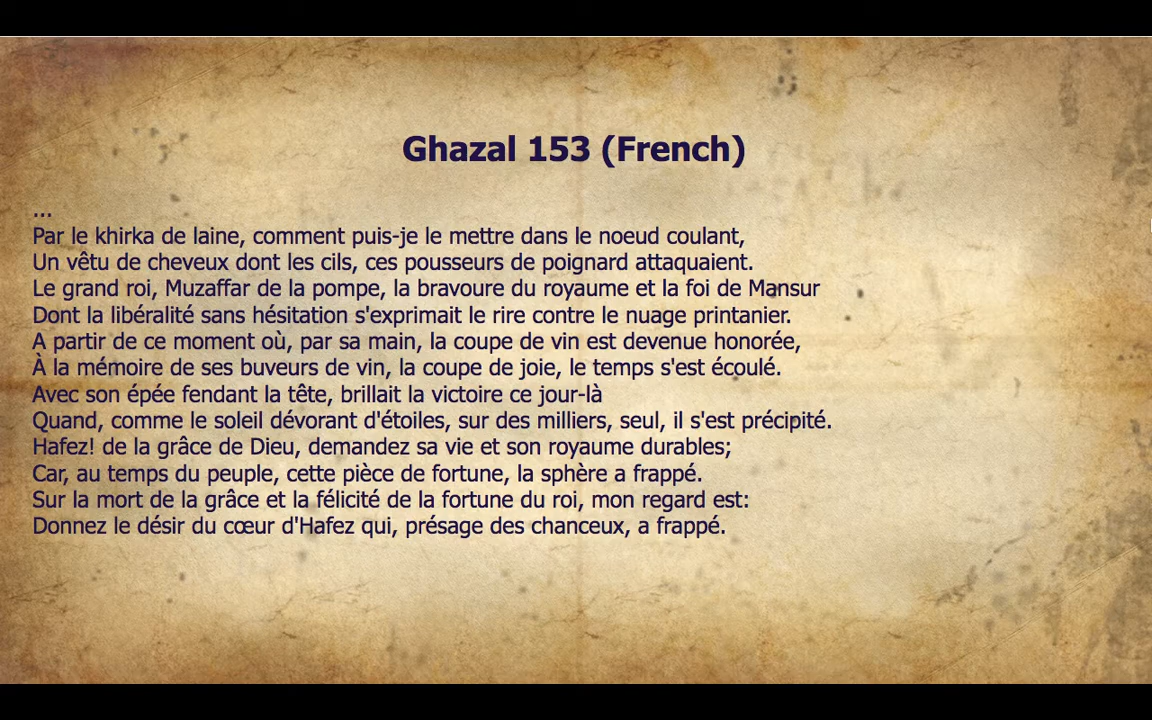 Ghazal 153 (French)
...
Par le khirka de laine, comment puis-je le mettre dans le noeud coulant,
Un vêtu de cheveux dont les cils, ces pousseurs de poignard attaquaient.
Le grand roi, Muzaffar de la pompe, la bravoure du royaume et la foi de Mansur
Dont la libéralité sans hésitation s'exprimait le rire contre le nuage printanier.
A partir de ce moment où, par sa main, la coupe de vin est devenue honorée,
À la mémoire de ses buveurs de vin, la coupe de joie, le temps s'est écoulé.
Avec son épée fendant la tête, brillait la victoire ce jour-là
Quand, comme le soleil dévorant d'étoiles, sur des milliers, seul, il s'est précipité.
Hafez! de la grâce de Dieu, demandez sa vie et son royaume durables;
Car, au temps du peuple, cette pièce de fortune, la sphère a frappé.
Sur la mort de la grâce et la félicité de la fortune du roi, mon regard est:
Donnez le désir du cœur d'Hafez qui, présage des chanceux, a frappé.